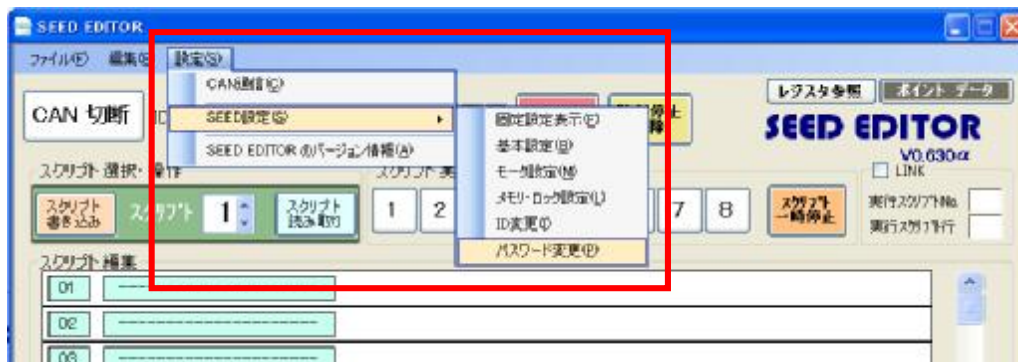 SEED EDITOR
ファイル(F) 編集(E) 設定(S)
CAN通信(C)
SEED設定(S)
SEED EDITOR のバージョン情報(A)
固定設定表示(E)
基本設定(B)
モータ設定(M)
メモリ・ロック設定(L)
ID変更(I)
パスワード変更(P)
CAN 切断
レジスタ参照 ポイント データ
SEED EDITOR
V0.630α
LINK
スクリプト 選択・操作
スクリプト 書き込み
スクリプト 1
スクリプト 読み取り
1 2 7 8
スクリプト 一時停止
実行スクリプトNo.
実行スクリプト行
スクリプト 編集
01 --------------------
02 --------------------
03 --------------------